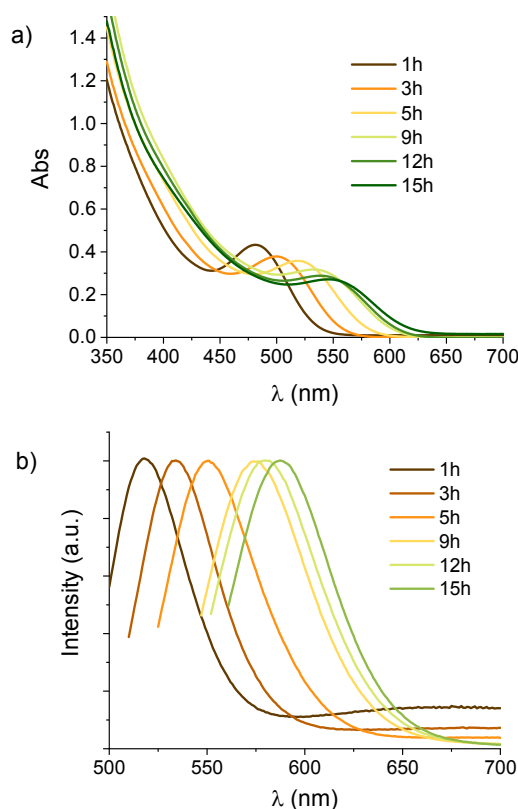 a)
1h
3h
5h
9h
12h
15h
Abs
1.4
1.2
1.0
0.8
0.6
0.4
0.2
0.0
350 400 450 500 550 600 650 700
λ (nm)
b)
1h
3h
5h
9h
12h
15h
Intensity (a.u.)
500 550 600 650 700
λ (nm)